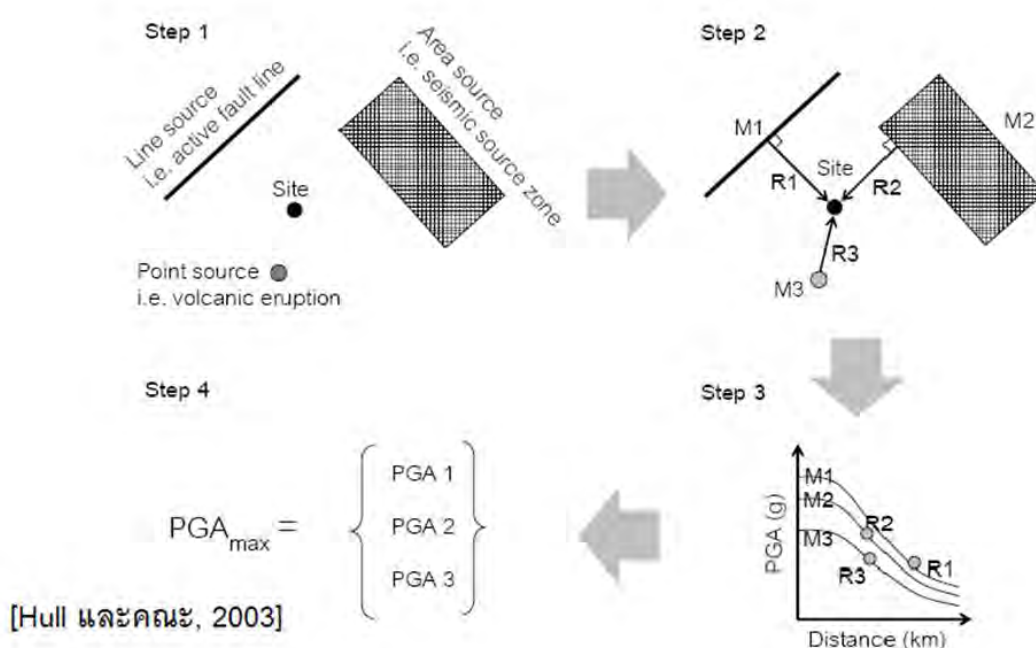 Step 1
Line source
i.e. active fault line
Area source
i.e. seismic source zone
Site
Point source
i.e. volcanic eruption
Step 2
M1
M2
Site
R1
R2
R3
M3
Step 3
PGA (g)
M1
M2
M3
R2
R3
R1
Distance (km)
Step 4
PGAmax =
PGA 1
PGA 2
PGA 3
[Hull และคณะ, 2003]